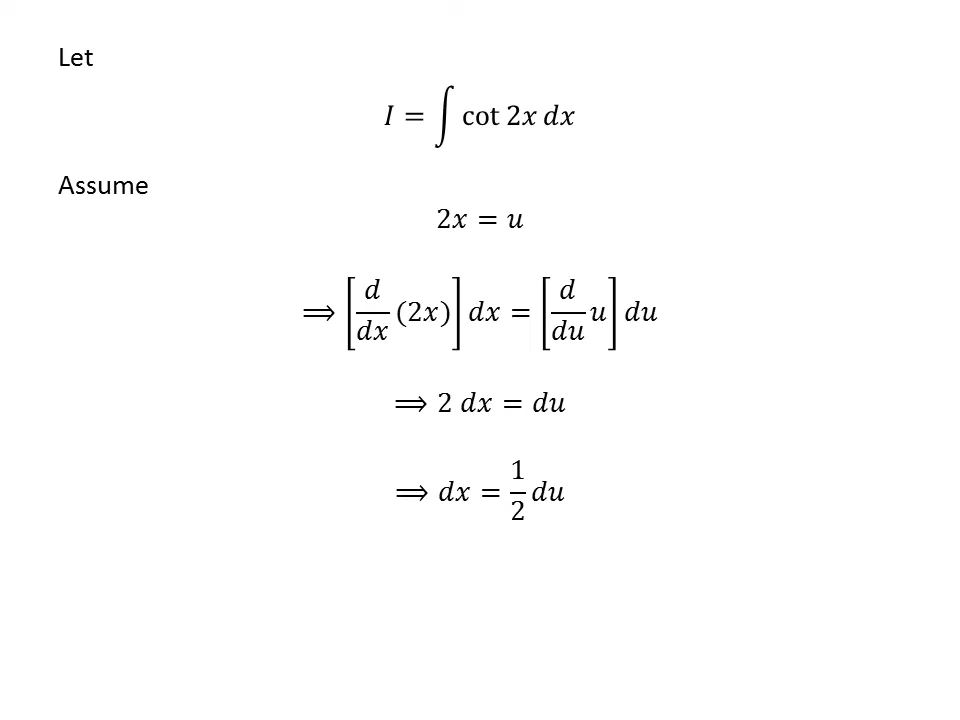 Let
𝐼 = ∫ cot 2𝑥 𝑑𝑥
Assume
2𝑥 = 𝑢
⟹ [𝑑/𝑑𝑥 (2𝑥)] 𝑑𝑥 = [𝑑/𝑑𝑢 𝑢] 𝑑𝑢
⟹ 2 𝑑𝑥 = 𝑑𝑢
⟹ 𝑑𝑥 = 1/2 𝑑𝑢